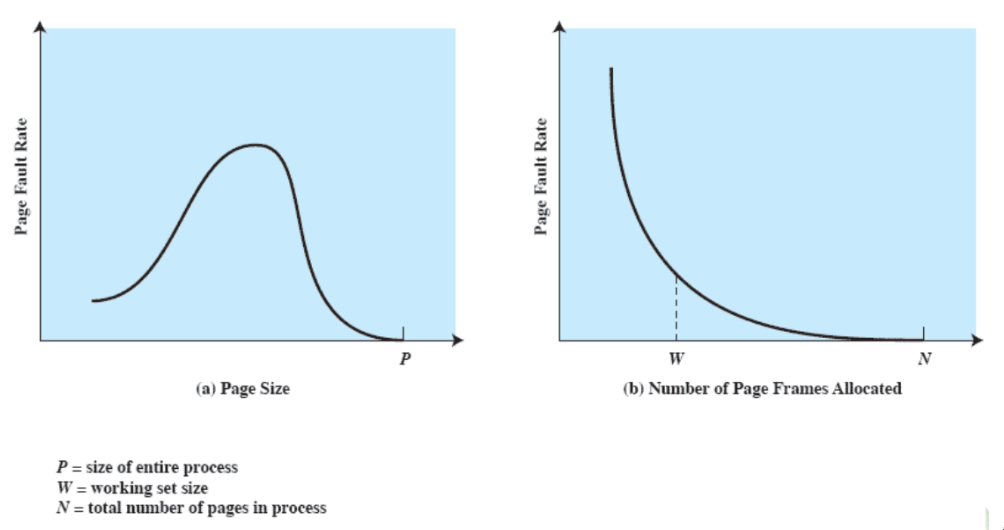 Page Fault Rate
P
(a) Page Size
Page Fault Rate
W
N
(b) Number of Page Frames Allocated
P = size of entire process
W = working set size
N = total number of pages in process